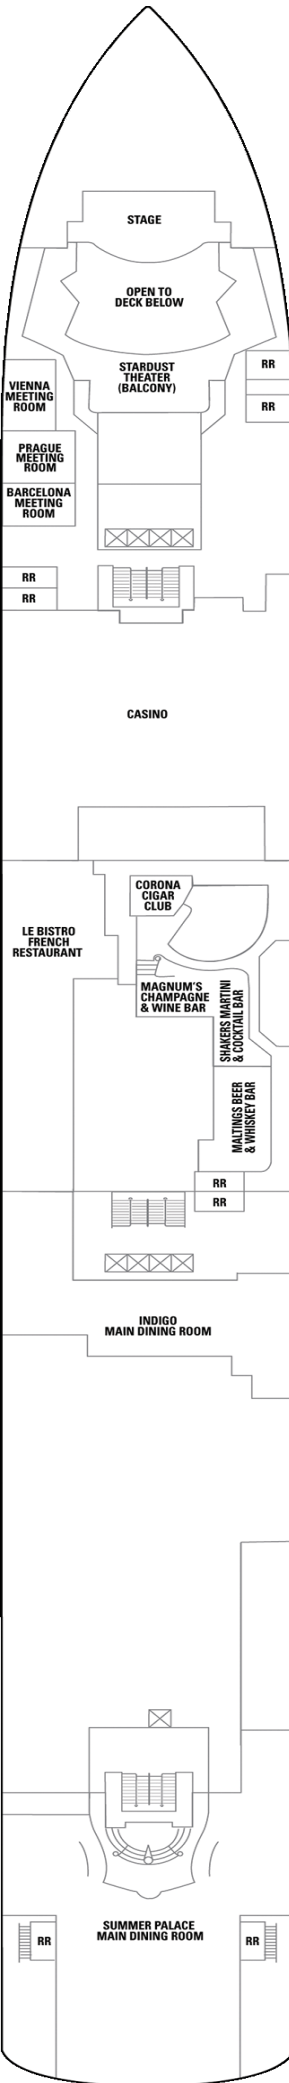 STAGE
OPEN TO
DECK BELOW
STARDUST
THEATER
(BALCONY)
RR
RR
VIENNA
MEETING
ROOM
PRAGUE
MEETING
ROOM
BARCELONA
MEETING
ROOM
RR
RR
CASINO
CORONA
CIGAR
CLUB
LE BISTRO
FRENCH
RESTAURANT
MAGNUM'S
CHAMPAGNE
& WINE BAR
SHAKERS MARTINI
& COCKTAIL BAR
MALTINGS BEER
& WHISKEY BAR
RR
RR
INDIGO
MAIN DINING ROOM
SUMMER PALACE
MAIN DINING ROOM
RR
RR